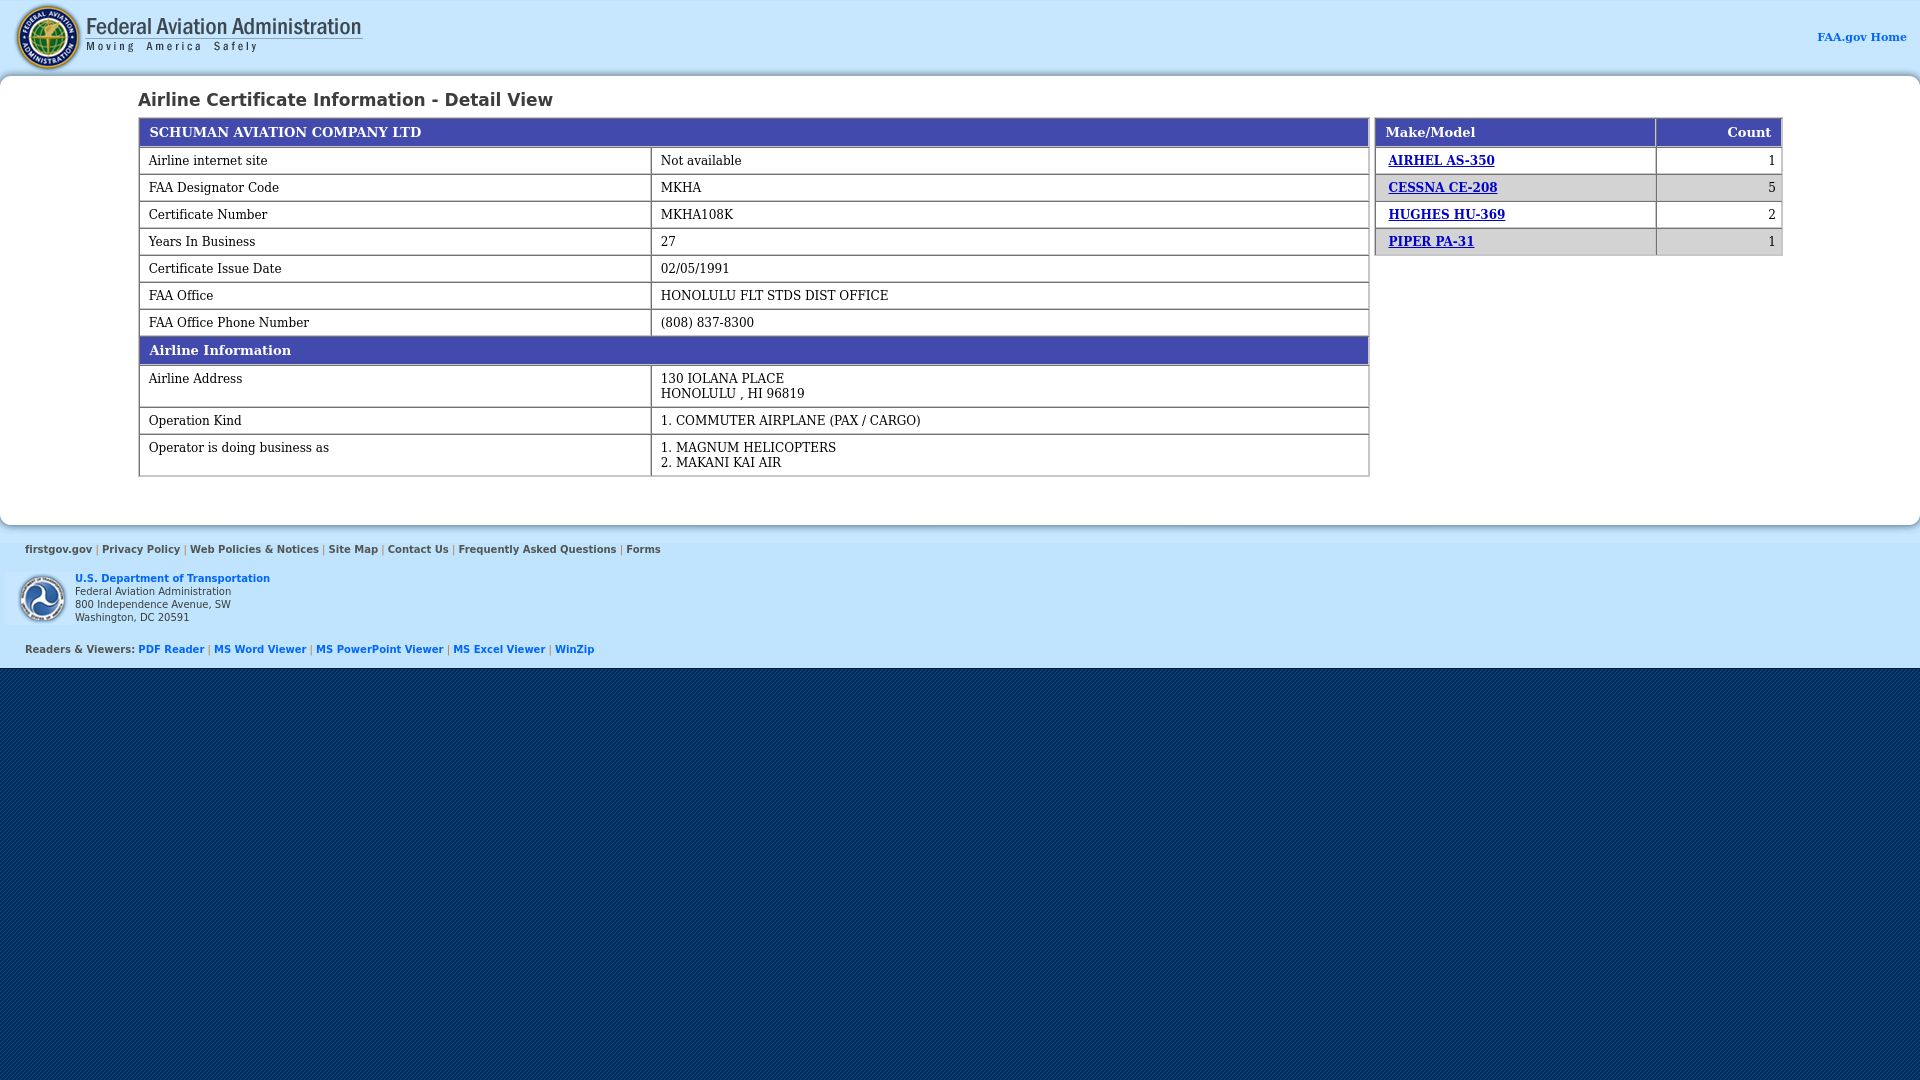 Federal Aviation Administration
Moving America Safely
FAA.gov Home
Airline Certificate Information - Detail View
SCHUMAN AVIATION COMPANY LTD
Airline internet site Not available
FAA Designator Code MKHA
Certificate Number MKHA108K
Years In Business 27
Certificate Issue Date 02/05/1991
FAA Office HONOLULU FLT STDS DIST OFFICE
FAA Office Phone Number (808) 837-8300
Airline Information
Airline Address 130 IOLANA PLACE
HONOLULU , HI 96819
Operation Kind 1. COMMUTER AIRPLANE (PAX / CARGO)
Operator is doing business as 1. MAGNUM HELICOPTERS
2. MAKANI KAI AIR
Make/Model Count
AIRHEL AS-350 1
CESSNA CE-208 5
HUGHES HU-369 2
PIPER PA-31 1
firstgov.gov | Privacy Policy | Web Policies & Notices | Site Map | Contact Us | Frequently Asked Questions | Forms
U.S. Department of Transportation
Federal Aviation Administration
800 Independence Avenue, SW
Washington, DC 20591
Readers & Viewers: PDF Reader | MS Word Viewer | MS PowerPoint Viewer | MS Excel Viewer | WinZip